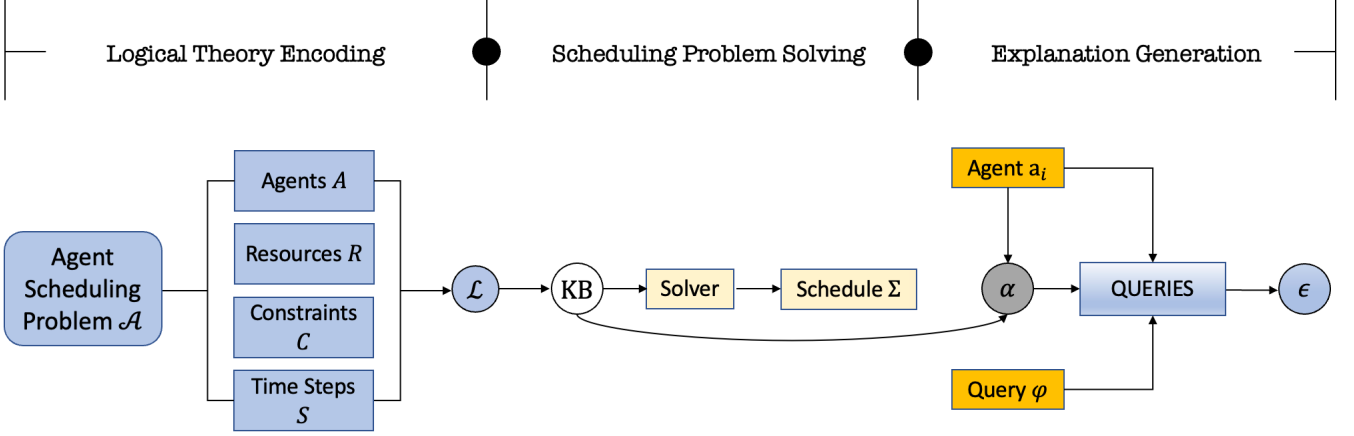 Logical Theory Encoding
Scheduling Problem Solving
Explanation Generation
Agent
Scheduling
Problem 𝒜
Agents A
Resources R
Constraints
C
Time Steps
S
ℒ
KB
Solver
Schedule Σ
Agent aᵢ
α
QUERIES
ϵ
Query φ